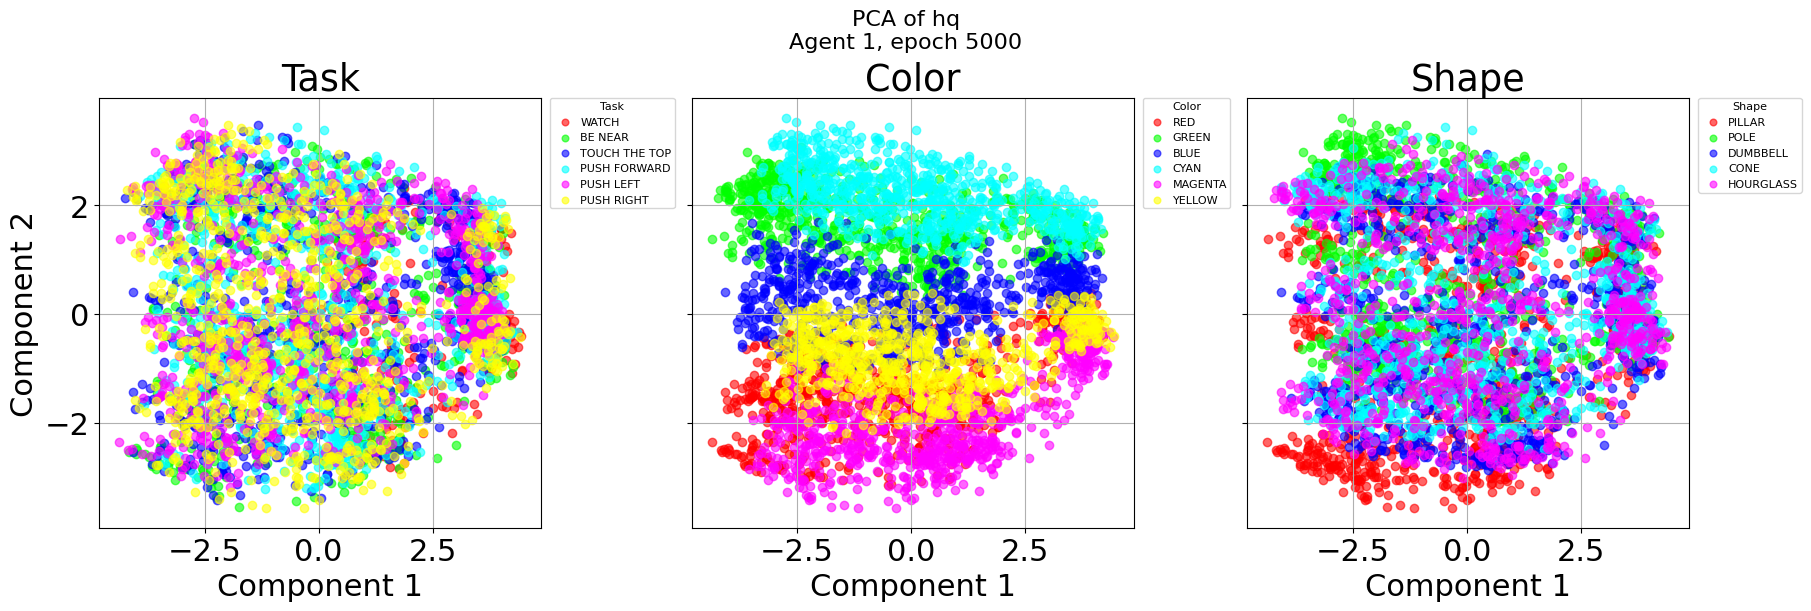 PCA of hq
Agent 1, epoch 5000
Task
Color
Shape
Task
WATCH
BE NEAR
TOUCH THE TOP
PUSH FORWARD
PUSH LEFT
PUSH RIGHT
Color
RED
GREEN
BLUE
CYAN
MAGENTA
YELLOW
Shape
PILLAR
POLE
DUMBBELL
CONE
HOURGLASS
Component 2
2
0
−2
−2.5 0.0 2.5
−2.5 0.0 2.5
−2.5 0.0 2.5
Component 1
Component 1
Component 1